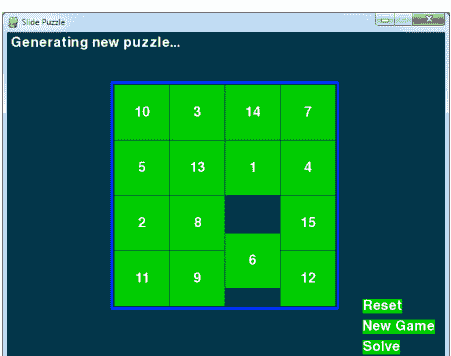 Slide Puzzle
Generating new puzzle...
10 3 14 7
5 13 1 4
2 8 15
6
11 9 12
Reset
New Game
Solve